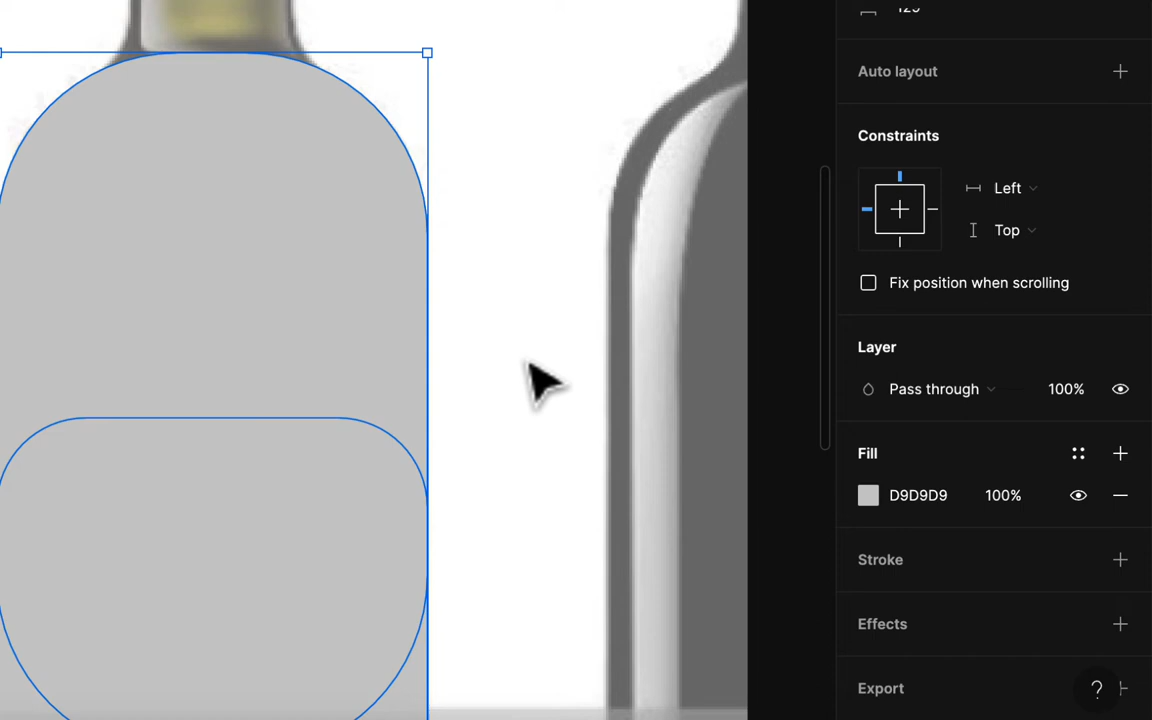 Auto layout
Constraints
Left
Top
Fix position when scrolling
Layer
Pass through 100%
Fill
D9D9D9 100%
Stroke
Effects
Export
?